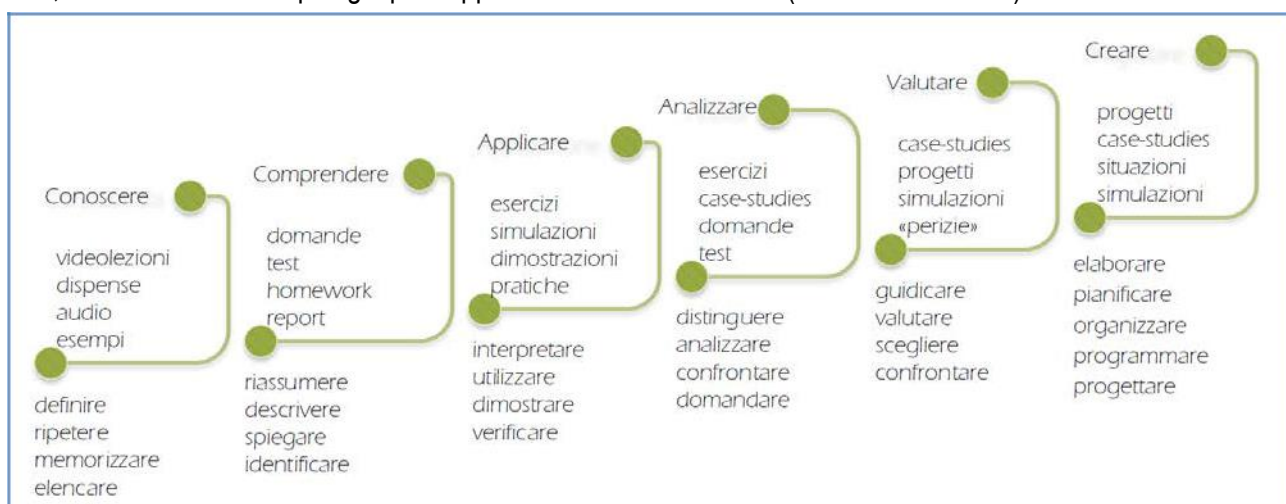 Conoscere
videolezioni
dispense
audio
esempi
definire
ripetere
memorizzare
elencare
Comprendere
domande
test
homework
report
riassumere
descrivere
spiegare
identificare
Applicare
esercizi
simulazioni
dimostrazioni
pratiche
interpretare
utilizzare
dimostrare
verificare
Analizzare
esercizi
case-studies
domande
test
distinguere
analizzare
confrontare
domandare
Valutare
case-studies
progetti
simulazioni
«perizie»
guidicare
valutare
scegliere
confrontare
Creare
progetti
case-studies
situazioni
simulazioni
elaborare
pianificare
organizzare
programmare
progettare